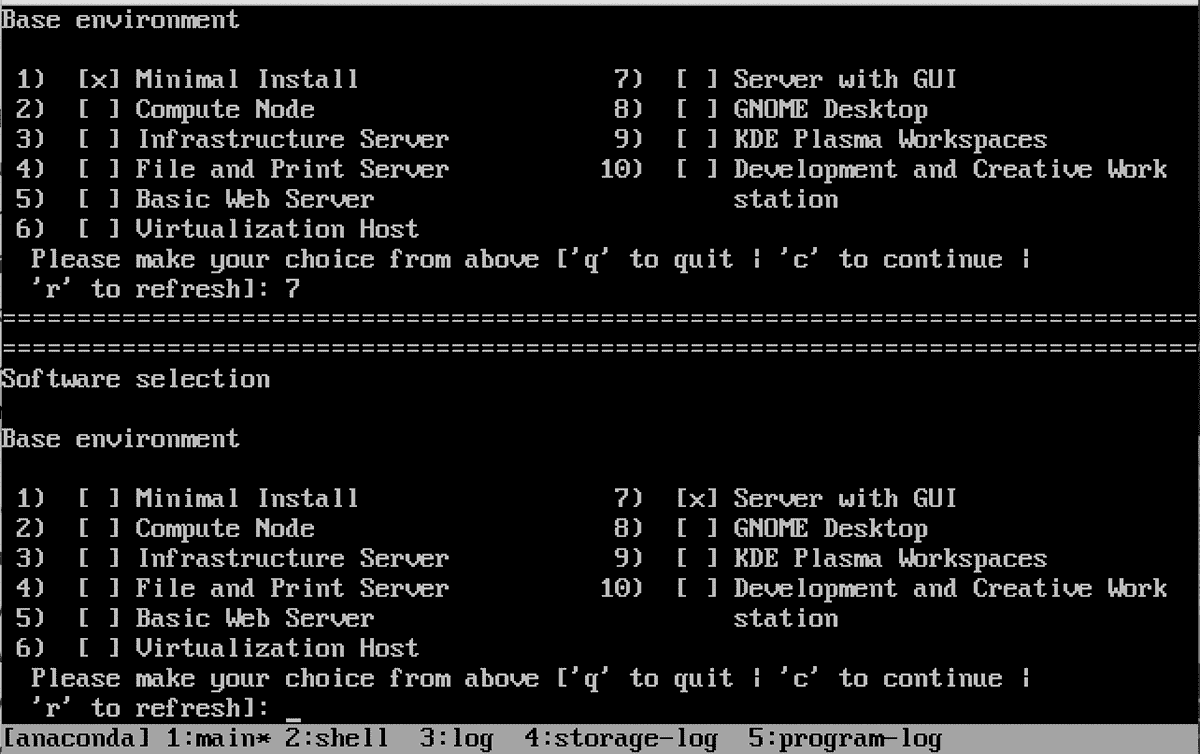 Base environment
1) [x] Minimal Install 7) [ ] Server with GUI
2) [ ] Compute Node 8) [ ] GNOME Desktop
3) [ ] Infrastructure Server 9) [ ] KDE Plasma Workspaces
4) [ ] File and Print Server 10) [ ] Development and Creative Work
5) [ ] Basic Web Server station
6) [ ] Virtualization Host
Please make your choice from above ['q' to quit | 'c' to continue |
'r' to refresh]: 7
================================================================================
================================================================================
Software selection
Base environment
1) [ ] Minimal Install 7) [x] Server with GUI
2) [ ] Compute Node 8) [ ] GNOME Desktop
3) [ ] Infrastructure Server 9) [ ] KDE Plasma Workspaces
4) [ ] File and Print Server 10) [ ] Development and Creative Work
5) [ ] Basic Web Server station
6) [ ] Virtualization Host
Please make your choice from above ['q' to quit | 'c' to continue |
'r' to refresh]: _
[anaconda] 1:main* 2:shell 3:log 4:storage-log 5:program-log